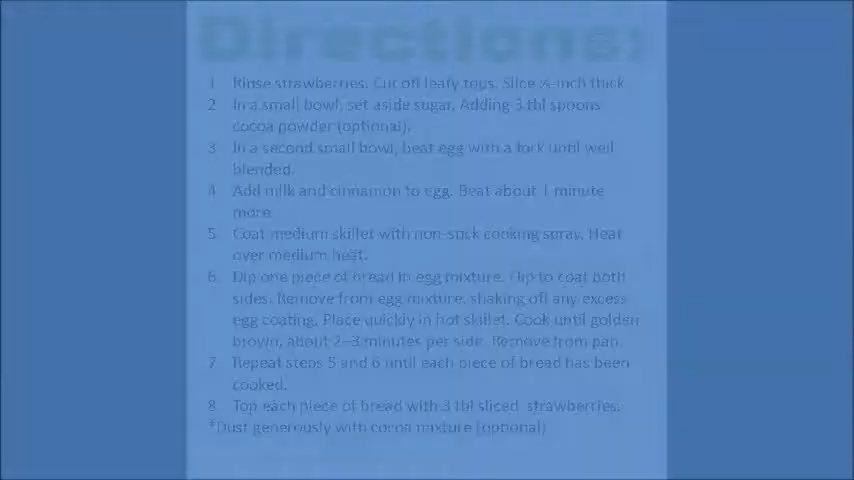 Directions:
1 Rinse strawberries. Cut off leafy tops. Slice ¼-inch thick
2 In a small bowl, set aside sugar. Adding 3 tbl spoons
cocoa powder (optional).
3 In a second small bowl, beat egg with a fork until well
blended.
4 Add milk and cinnamon to egg. Beat about 1 minute
more.
5 Coat medium skillet with non-stick cooking spray. Heat
over medium heat.
6. Dip one piece of bread in egg mixture. Flip to coat both
sides. Remove from egg mixture, shaking off any excess
egg coating. Place quickly in hot skillet. Cook until golden
brown, about 2–3 minutes per side. Remove from pan.
7 Repeat steps 5 and 6 until each piece of bread has been
cooked.
8. Top each piece of bread with 3 tbl sliced strawberries.
*Dust generously with cocoa mixture (optional)